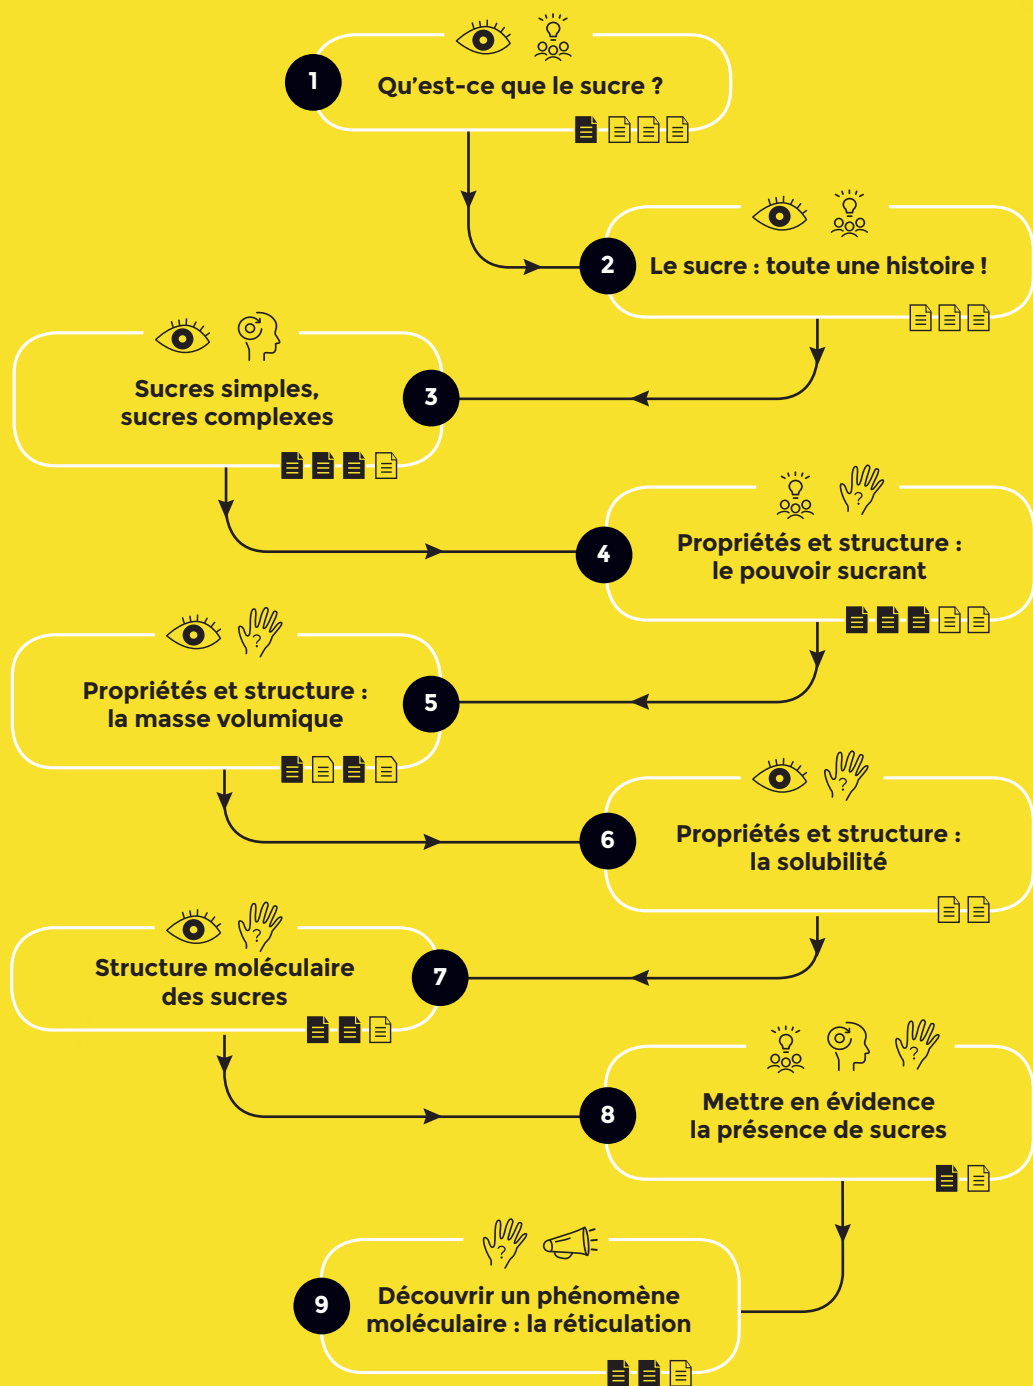 1
Qu’est-ce que le sucre ?
2
Le sucre : toute une histoire !
3
Sucres simples,
sucres complexes
4
Propriétés et structure :
le pouvoir sucrant
5
Propriétés et structure :
la masse volumique
6
Propriétés et structure :
la solubilité
7
Structure moléculaire
des sucres
8
Mettre en évidence
la présence de sucres
9
Découvrir un phénomène
moléculaire : la réticulation